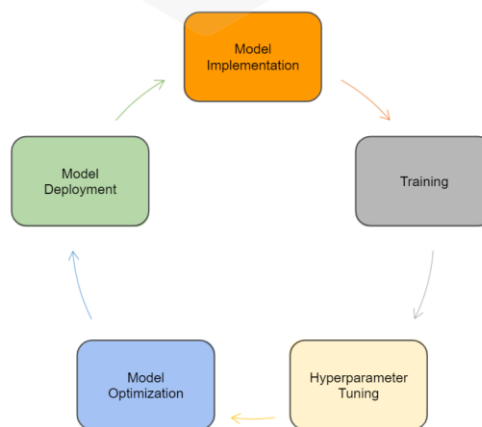 Model
Implementation
Training
Hyperparameter
Tuning
Model
Optimization
Model
Deployment